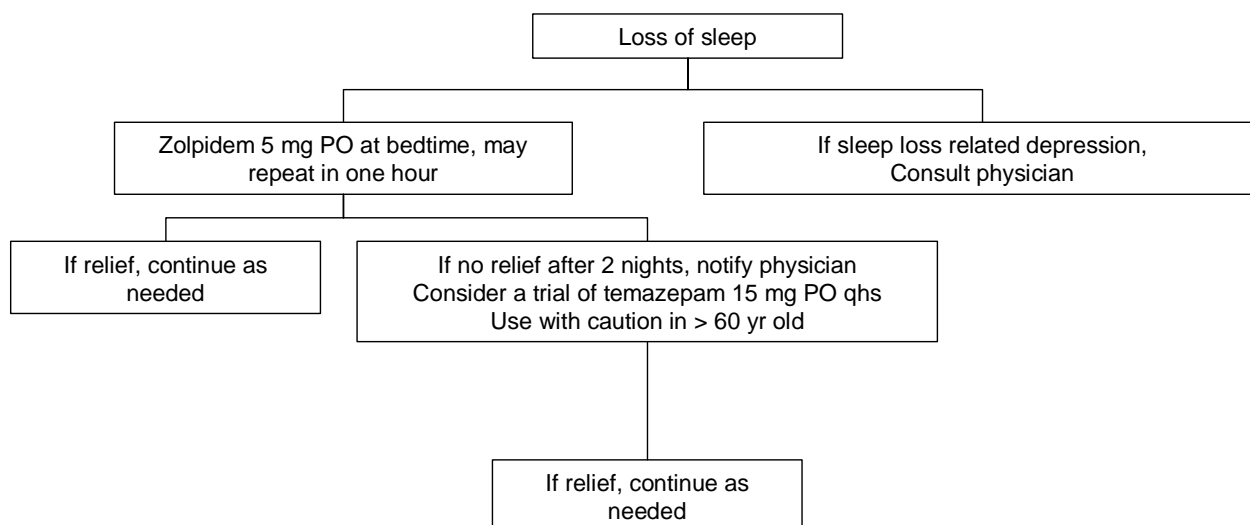 Loss of sleep
Zolpidem 5 mg PO at bedtime, may
repeat in one hour
If sleep loss related depression,
Consult physician
If relief, continue as
needed
If no relief after 2 nights, notify physician
Consider a trial of temazepam 15 mg PO qhs
Use with caution in > 60 yr old
If relief, continue as
needed